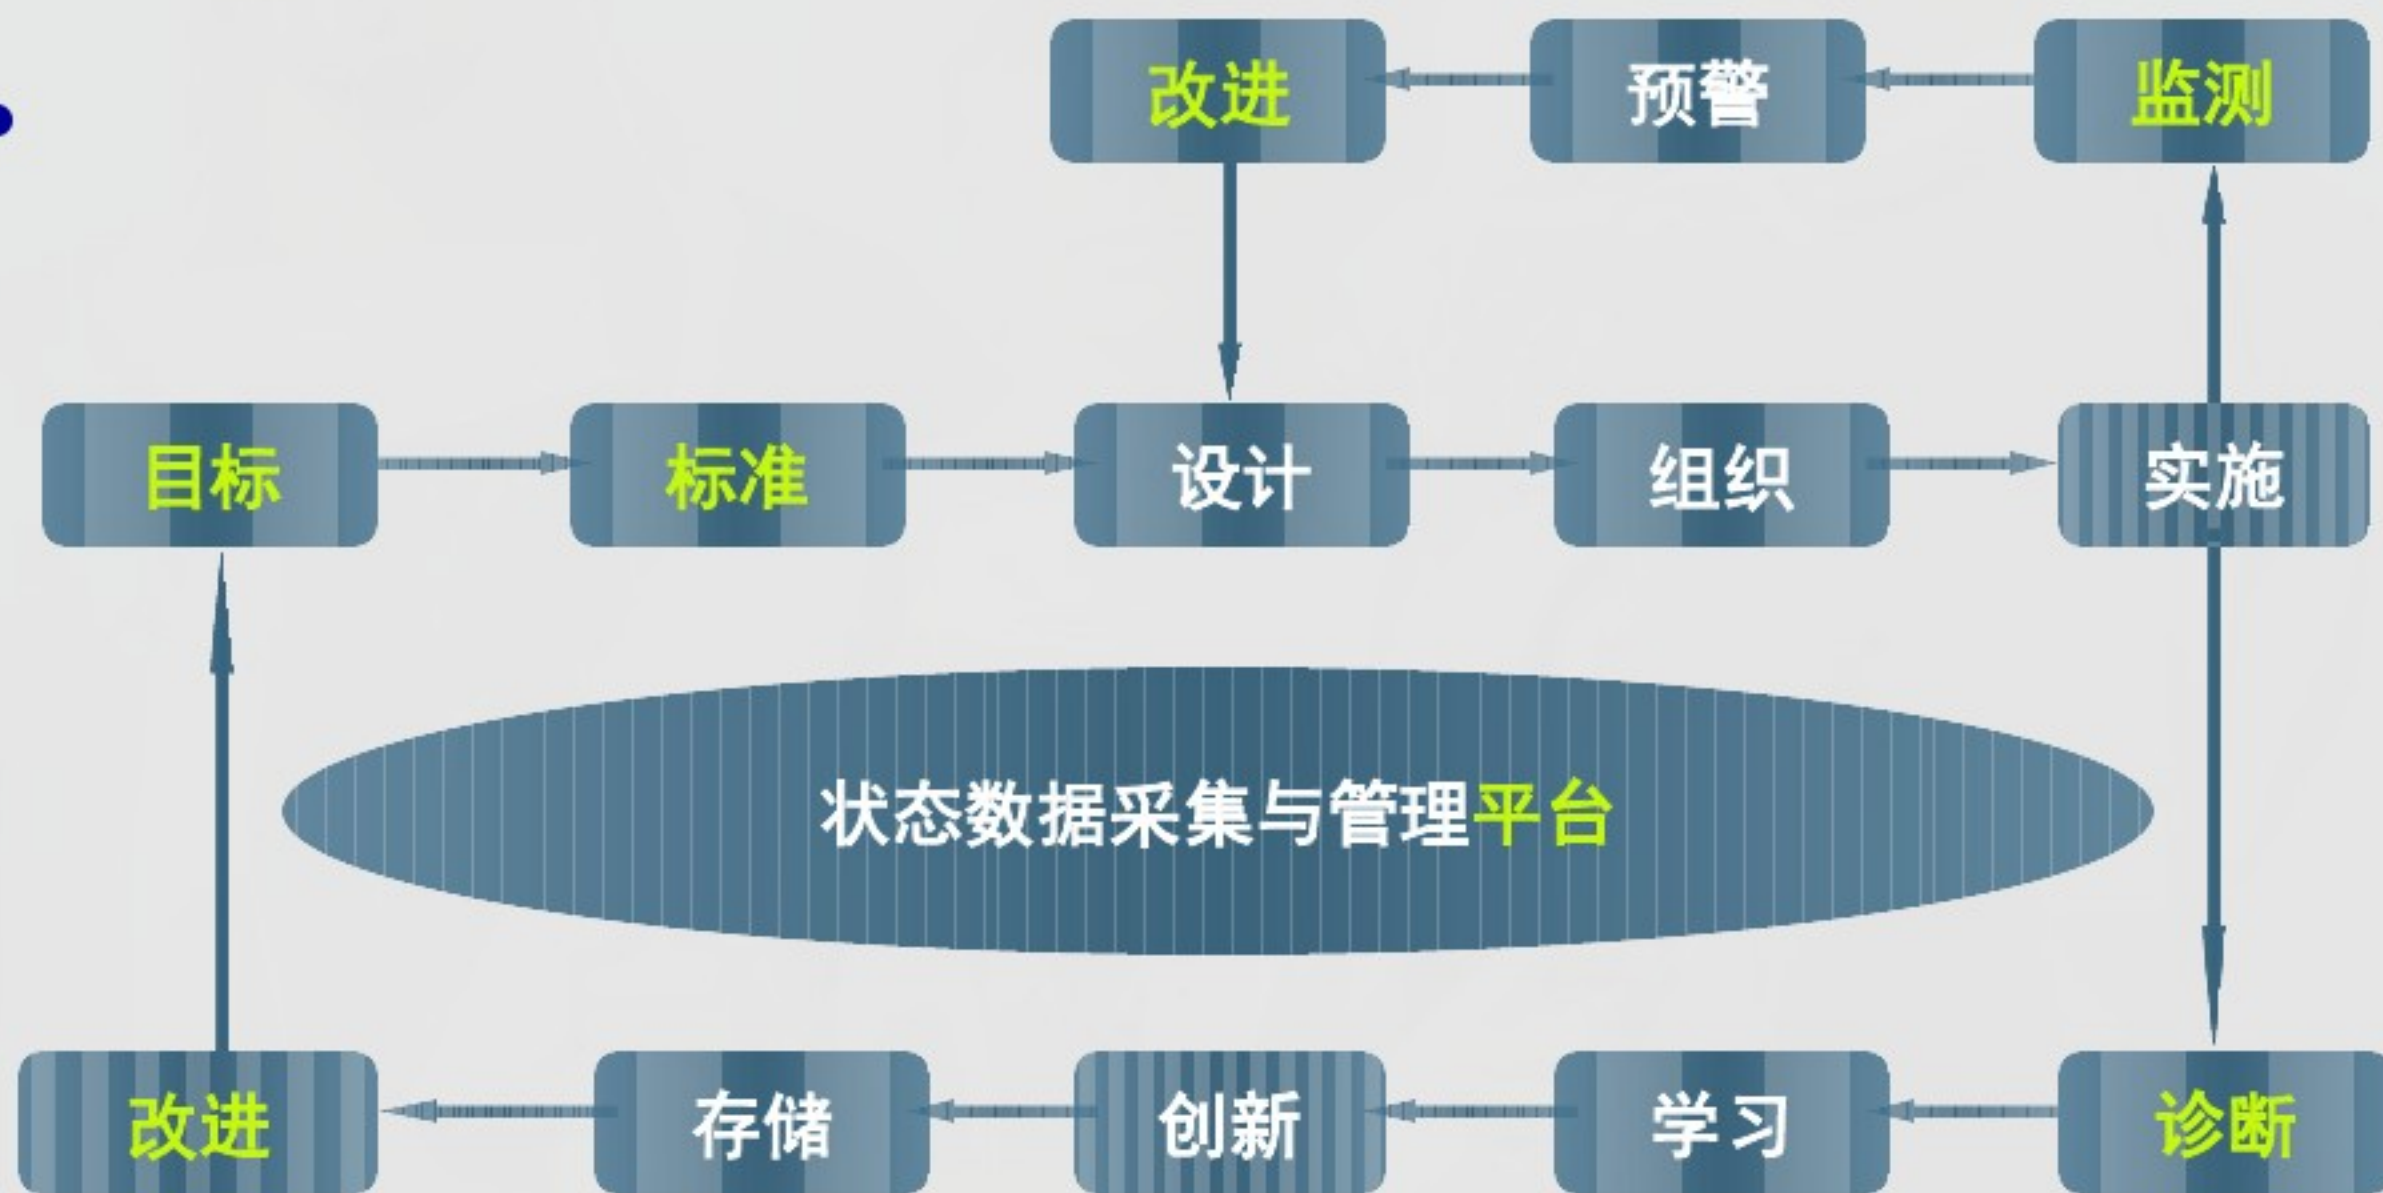 改进 预警 监测
目标 标准 设计 组织 实施
状态数据采集与管理平台
改进 存储 创新 学习 诊断